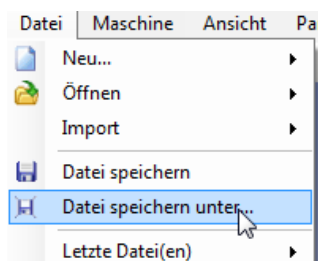 Datei Maschine Ansicht Pa
Neu...
Öffnen
Import
Datei speichern
Datei speichern unter...
Letzte Datei(en)